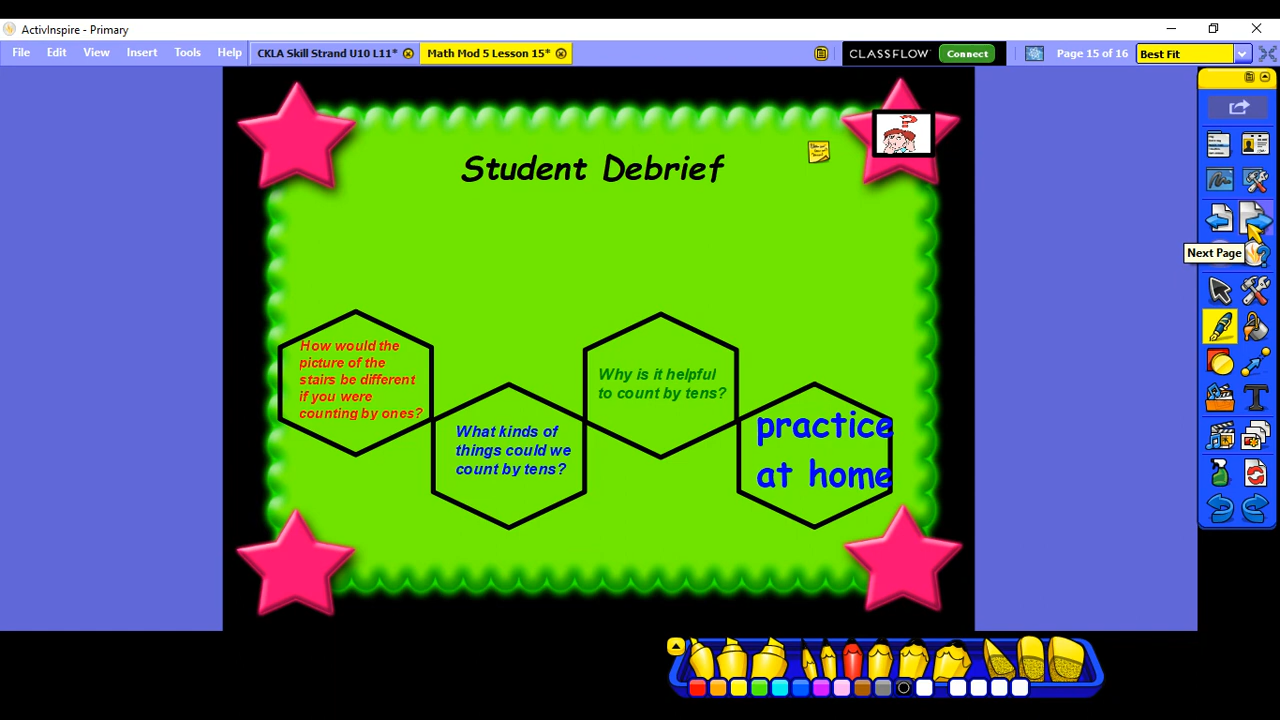 ActivInspire - Primary
File Edit View Insert Tools Help
CKLA Skill Strand U10 L11*
Math Mod 5 Lesson 15*
CLASSFLOW
Connect
Page 15 of 16
Best Fit
Student Debrief
?
Next Page
How would the
picture of the
stairs be different
if you were
counting by ones?
What kinds of
things could we
count by tens?
Why is it helpful
to count by tens?
practice
at home